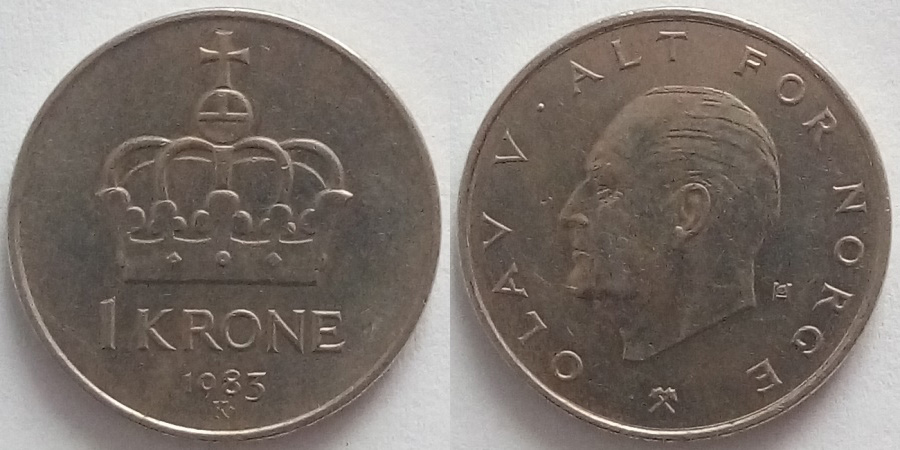 1 KRONE
1983
K
OLAV V · ALT FOR NORGE